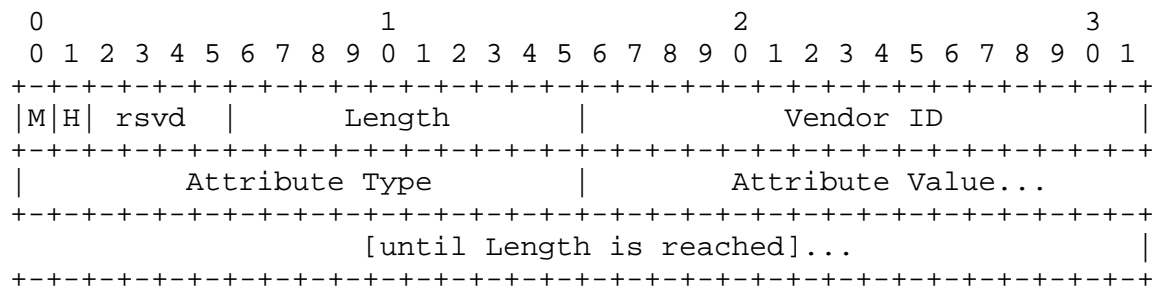 0                   1                   2                   3
 0 1 2 3 4 5 6 7 8 9 0 1 2 3 4 5 6 7 8 9 0 1 2 3 4 5 6 7 8 9 0 1
+-+-+-+-+-+-+-+-+-+-+-+-+-+-+-+-+-+-+-+-+-+-+-+-+-+-+-+-+-+-+-+-+
|M|H| rsvd  |      Length       |           Vendor ID           |
+-+-+-+-+-+-+-+-+-+-+-+-+-+-+-+-+-+-+-+-+-+-+-+-+-+-+-+-+-+-+-+-+
|         Attribute Type        |        Attribute Value...
+-+-+-+-+-+-+-+-+-+-+-+-+-+-+-+-+-+-+-+-+-+-+-+-+-+-+-+-+-+-+-+-+
                    [until Length is reached]...                |
+-+-+-+-+-+-+-+-+-+-+-+-+-+-+-+-+-+-+-+-+-+-+-+-+-+-+-+-+-+-+-+-+